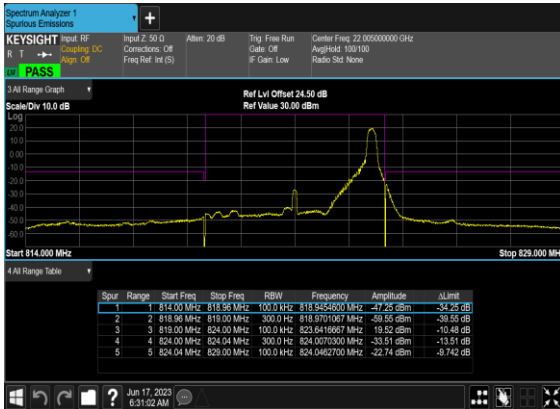 Spectrum Analyzer 1
Spurious Emissions
+
KEYSIGHT Input: RF Input Z: 50 Ω Atten: 20 dB Trig: Free Run Center Freq: 22.005000000 GHz
R T Coupling: DC Corrections: Off Gate: Off Avg|Hold: 100/100
Align: Off Freq Ref: Int (S) IF Gain: Low Radio Std: None
LXI PASS
3 All Range Graph
Ref Lvl Offset 24.50 dB
Scale/Div 10.0 dB Ref Value 30.00 dBm
Log
20.0
10.0
0.00
-10.0
-20.0
-30.0
-40.0
-50.0
-60.0
Start 814.000 MHz Stop 829.000 MH
4 All Range Table
Spur Range Start Freq Stop Freq RBW Frequency Amplitude ΔLimit
1 1 814.00 MHz 818.96 MHz 100.0 kHz 818.9454600 MHz -47.25 dBm -34.25 dB
2 2 818.96 MHz 819.00 MHz 300.0 Hz 818.9701067 MHz -59.55 dBm -39.55 dB
3 3 819.00 MHz 824.00 MHz 100.0 kHz 823.6416667 MHz 19.52 dBm -10.48 dB
4 4 824.00 MHz 824.04 MHz 300.0 Hz 824.0070300 MHz -33.51 dBm -13.51 dB
5 5 824.04 MHz 829.00 MHz 100.0 kHz 824.0462700 MHz -22.74 dBm -9.742 dB
?
Jun 17, 2023
6:31:02 AM